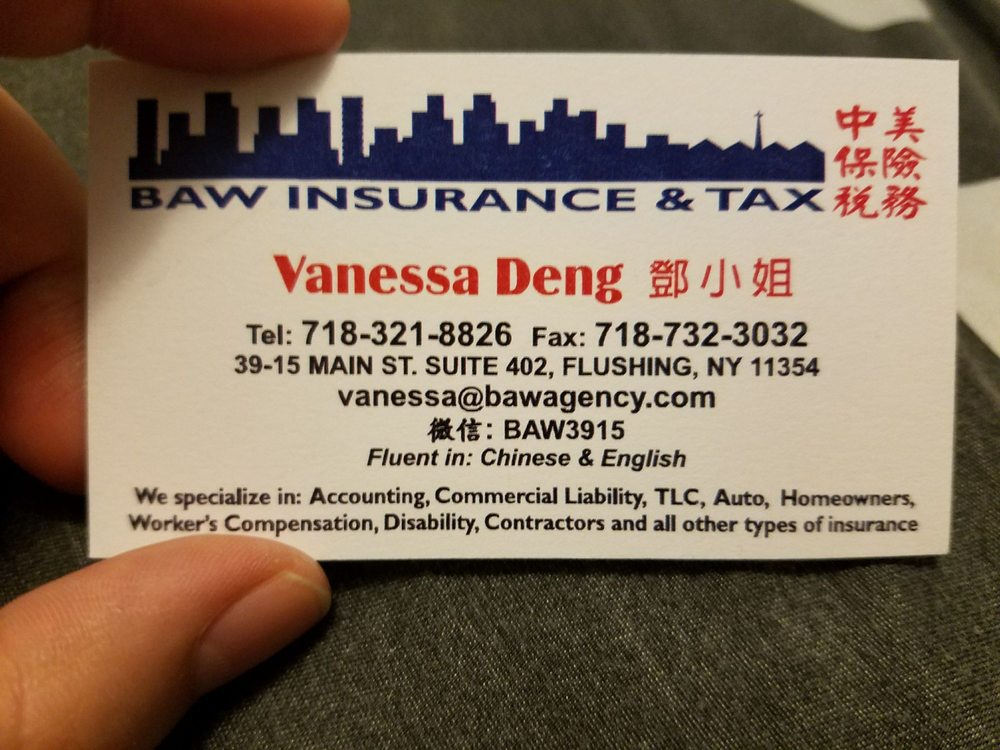 BAW INSURANCE & TAX
中美
保險
税務
Vanessa Deng 鄧小姐
Tel: 718-321-8826 Fax: 718-732-3032
39-15 MAIN ST. SUITE 402, FLUSHING, NY 11354
vanessa@bawagency.com
微信: BAW3915
Fluent in: Chinese & English
We specialize in: Accounting, Commercial Liability, TLC, Auto, Homeowners,
Worker's Compensation, Disability, Contractors and all other types of insurance